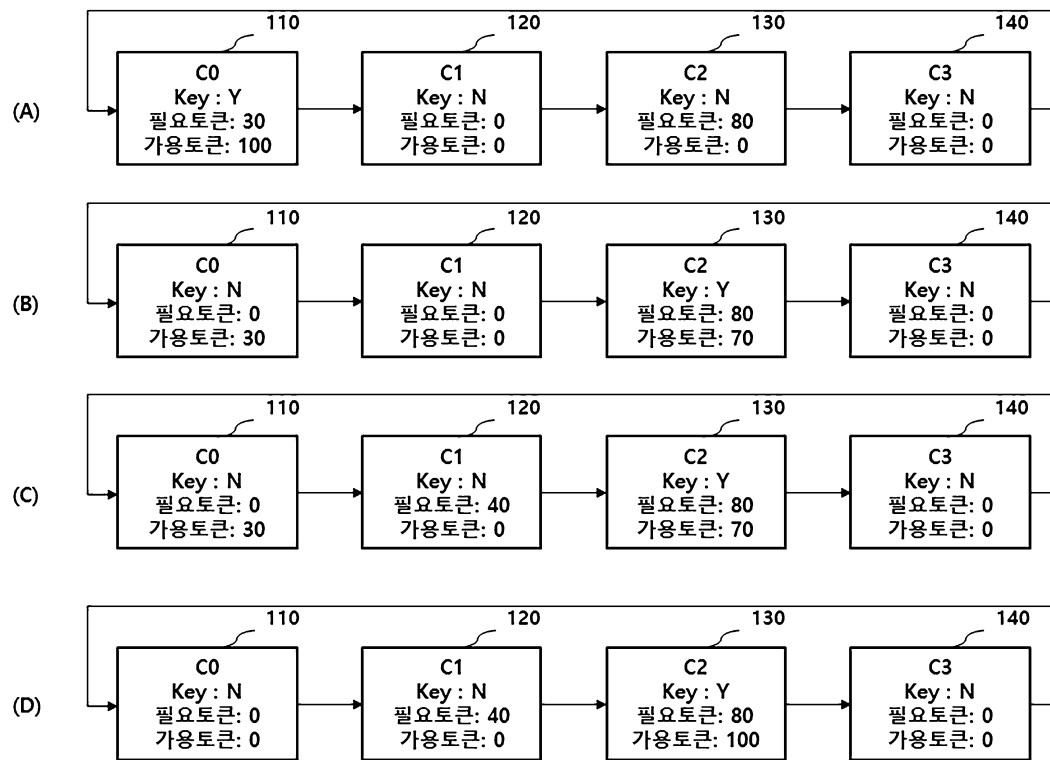 110 120 130 140
(A)
C0
Key : Y
필요토큰: 30
가용토큰: 100
C1
Key : N
필요토큰: 0
가용토큰: 0
C2
Key : N
필요토큰: 80
가용토큰: 0
C3
Key : N
필요토큰: 0
가용토큰: 0
110 120 130 140
(B)
C0
Key : N
필요토큰: 0
가용토큰: 30
C1
Key : N
필요토큰: 0
가용토큰: 0
C2
Key : Y
필요토큰: 80
가용토큰: 70
C3
Key : N
필요토큰: 0
가용토큰: 0
110 120 130 140
(C)
C0
Key : N
필요토큰: 0
가용토큰: 30
C1
Key : N
필요토큰: 40
가용토큰: 0
C2
Key : Y
필요토큰: 80
가용토큰: 70
C3
Key : N
필요토큰: 0
가용토큰: 0
110 120 130 140
(D)
C0
Key : N
필요토큰: 0
가용토큰: 0
C1
Key : N
필요토큰: 40
가용토큰: 0
C2
Key : Y
필요토큰: 80
가용토큰: 100
C3
Key : N
필요토큰: 0
가용토큰: 0